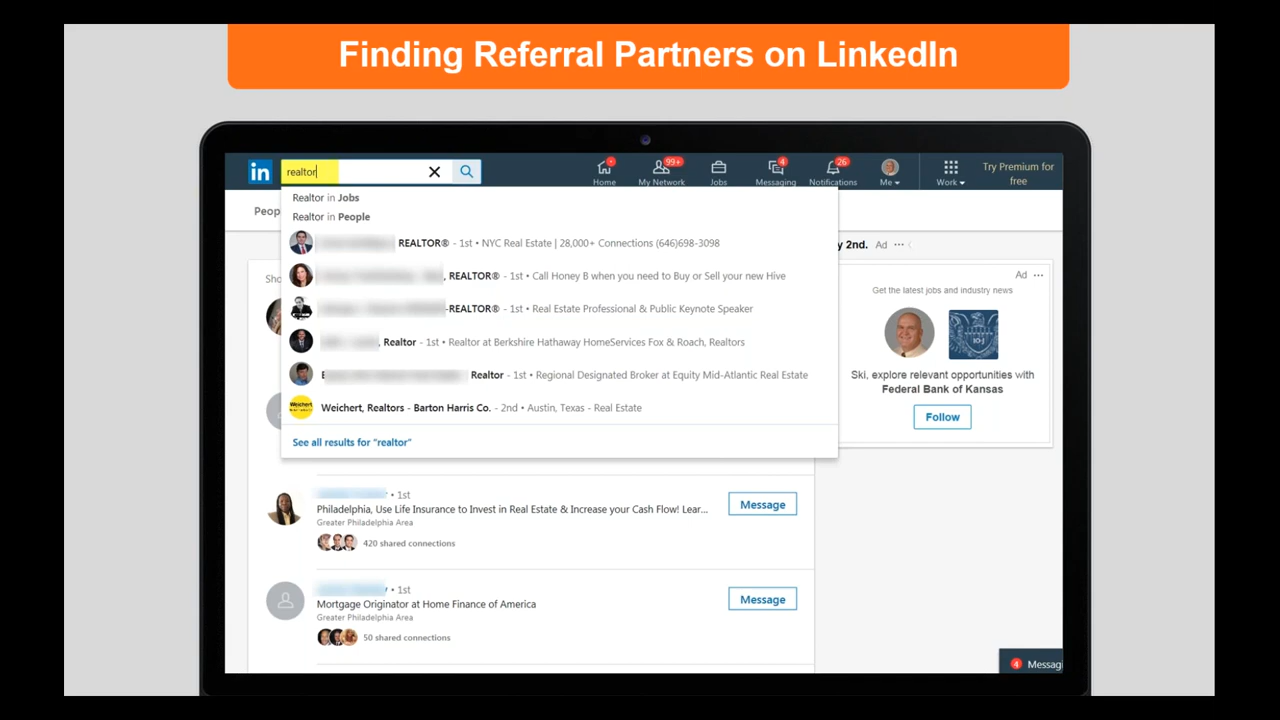 Finding Referral Partners on LinkedIn
in
realtor
Home
My Network
99+
Jobs
Messaging
4
Notifications
26
Me
Work
Try Premium for
free
Peop
Realtor in Jobs
Realtor in People
REALTOR® - 1st • NYC Real Estate | 28,000+ Connections (646)698-3098
, REALTOR® - 1st • Call Honey B when you need to Buy or Sell your new Hive
-REALTOR® - 1st • Real Estate Professional & Public Keynote Speaker
, Realtor - 1st • Realtor at Berkshire Hathaway HomeServices Fox & Roach, Realtors
Realtor - 1st • Regional Designated Broker at Equity Mid-Atlantic Real Estate
Weichert, Realtors - Barton Harris Co. - 2nd • Austin, Texas - Real Estate
See all results for "realtor"
Sho
y 2nd. Ad ...
Ad ...
Get the latest jobs and industry news
Ski, explore relevant opportunities with
Federal Bank of Kansas
Follow
• 1st
Philadelphia, Use Life Insurance to Invest in Real Estate & Increase your Cash Flow! Lear...
Greater Philadelphia Area
420 shared connections
Message
• 1st
Mortgage Originator at Home Finance of America
Greater Philadelphia Area
50 shared connections
Message
4 Messagi